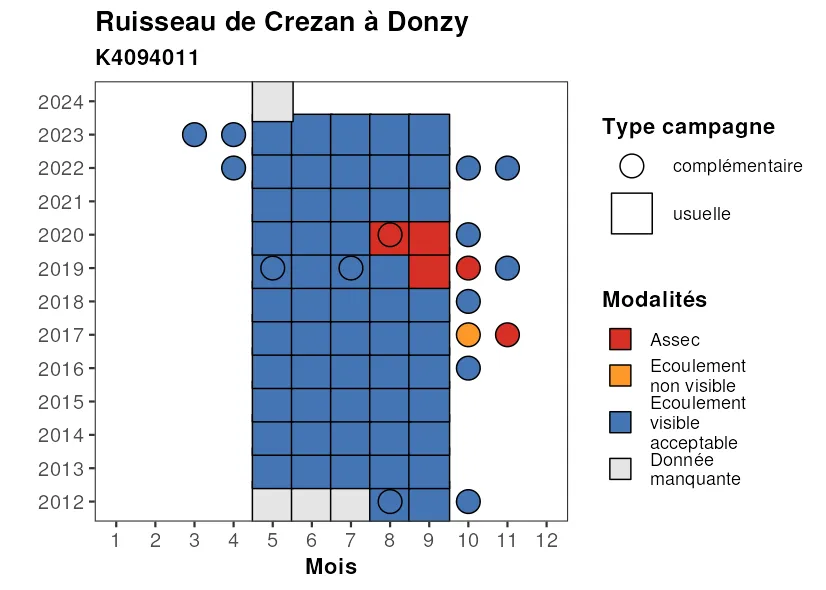 Ruisseau de Crezan à Donzy
K4094011
2024
2023
2022
2021
2020
2019
2018
2017
2016
2015
2014
2013
2012
1 2 3 4 5 6 7 8 9 10 11 12
Mois
Type campagne
complémentaire
usuelle
Modalités
Assec
Ecoulement
non visible
Ecoulement
visible
acceptable
Donnée
manquante